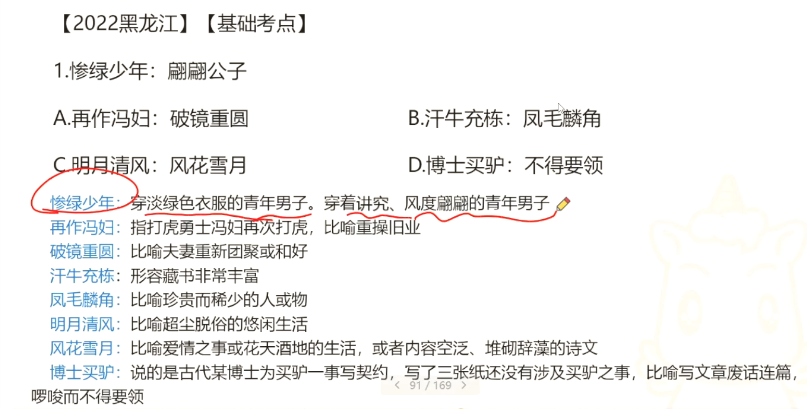 【2022黑龙江】【基础考点】
1.惨绿少年：翩翩公子
A.再作冯妇：破镜重圆 B.汗牛充栋：凤毛麟角
C.明月清风：风花雪月 D.博士买驴：不得要领
惨绿少年：穿淡绿色衣服的青年男子。穿着讲究、风度翩翩的青年男子
再作冯妇：指打虎勇士冯妇再次打虎，比喻重操旧业
破镜重圆：比喻夫妻重新团聚或和好
汗牛充栋：形容藏书非常丰富
凤毛麟角：比喻珍贵而稀少的人或物
明月清风：比喻超尘脱俗的悠闲生活
风花雪月：比喻爱情之事或花天酒地的生活，或者内容空泛、堆砌辞藻的诗文
博士买驴：说的是古代某博士为买驴一事写契约，写了三张纸还没有涉及买驴之事，比喻写文章废话连篇，
啰唆而不得要领
91 / 169